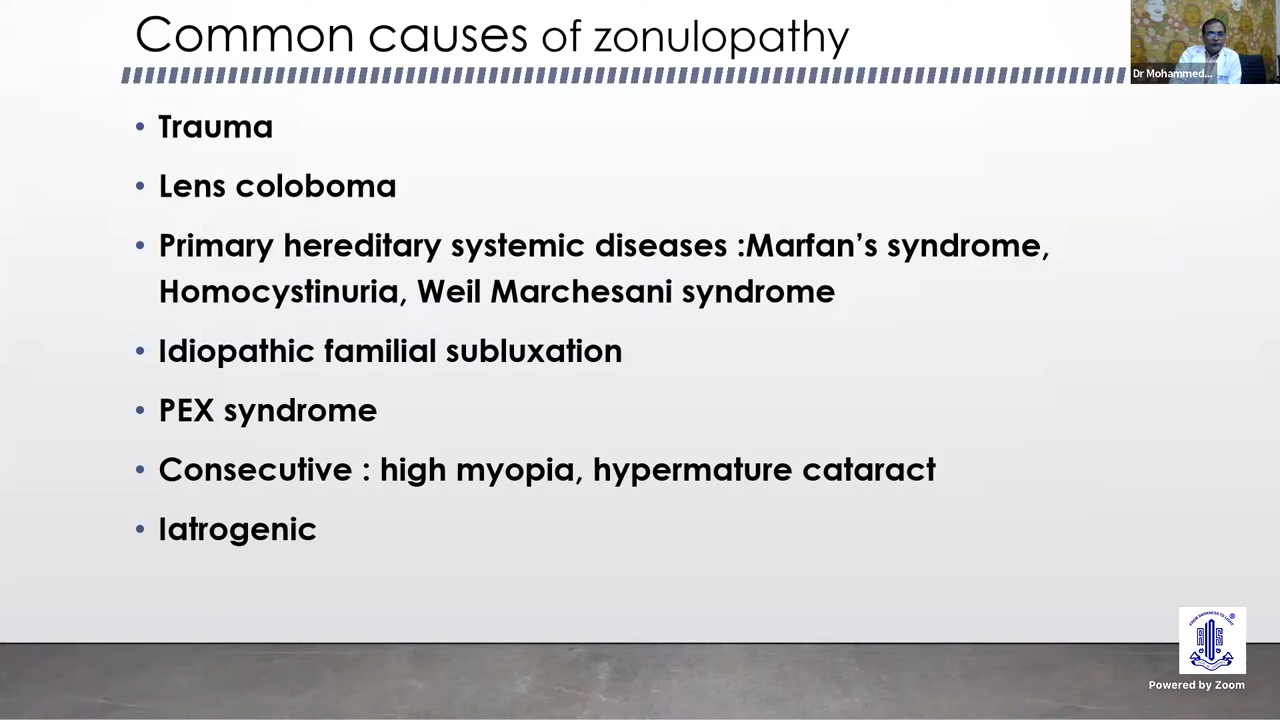 Common causes of zonulopathy
Dr Mohammed...
• Trauma
• Lens coloboma
• Primary hereditary systemic diseases :Marfan’s syndrome,
Homocystinuria, Weil Marchesani syndrome
• Idiopathic familial subluxation
• PEX syndrome
• Consecutive : high myopia, hypermature cataract
• Iatrogenic
Powered by Zoom